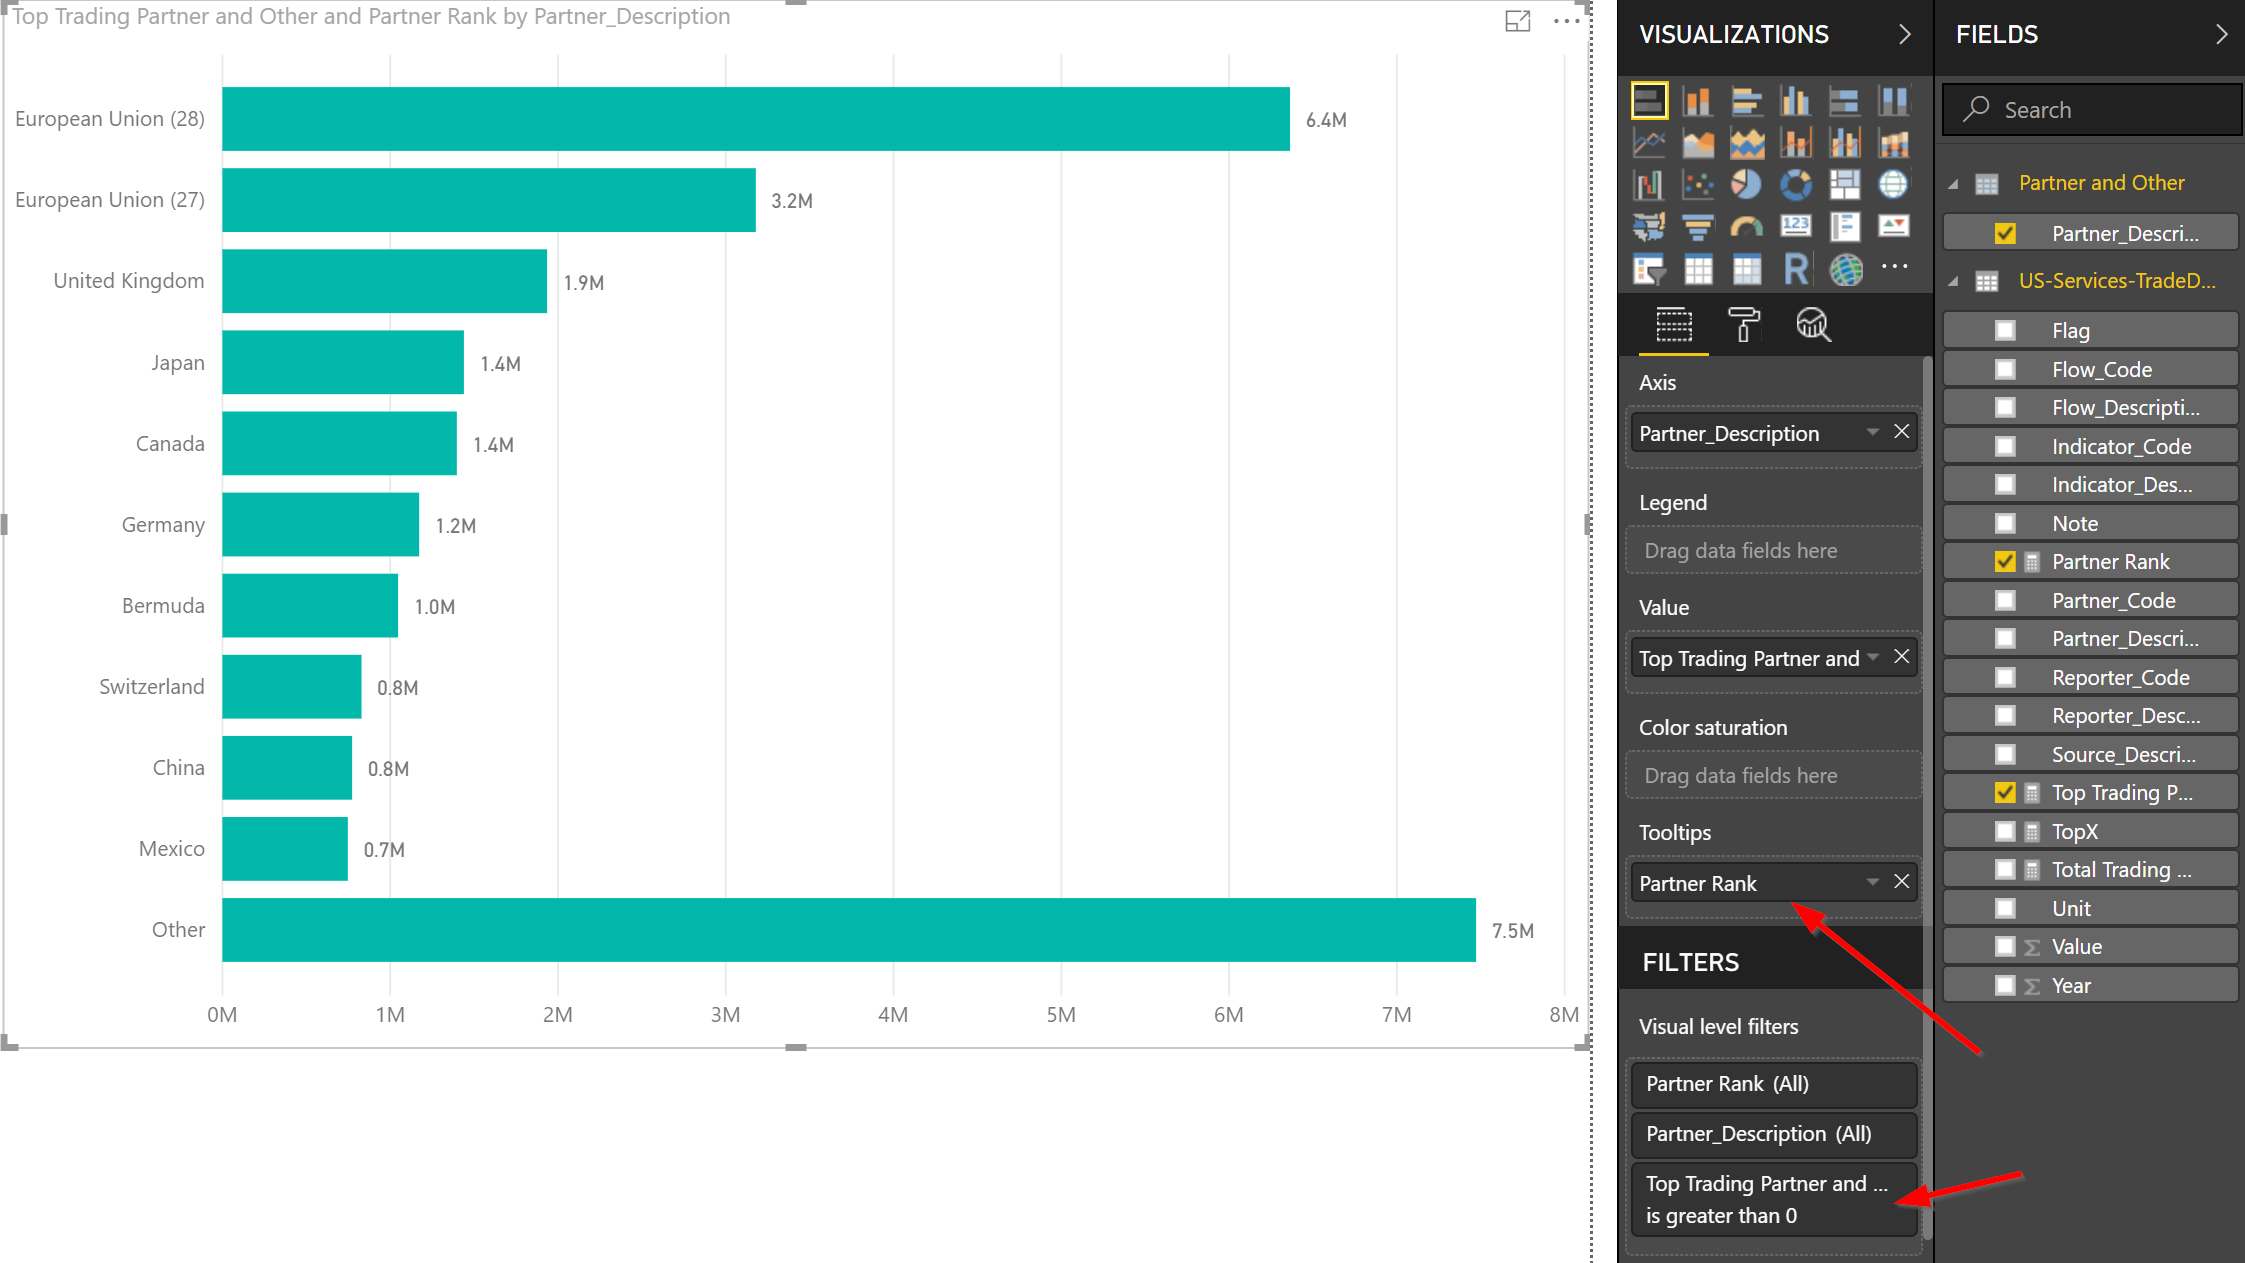 Top Trading Partner and Other and Partner Rank by Partner_Description
European Union (28)
6.4M
European Union (27)
3.2M
United Kingdom
1.9M
Japan
1.4M
Canada
1.4M
Germany
1.2M
Bermuda
1.0M
Switzerland
0.8M
China
0.8M
Mexico
0.7M
Other
7.5M
0M 1M 2M 3M 4M 5M 6M 7M 8M
VISUALIZATIONS
123
R
Axis
Partner_Description
Legend
Drag data fields here
Value
Top Trading Partner and
Color saturation
Drag data fields here
Tooltips
Partner Rank
FILTERS
Visual level filters
Partner Rank (All)
Partner_Description (All)
Top Trading Partner and ...
is greater than 0
FIELDS
Search
Partner and Other
Partner_Descri...
US-Services-TradeD...
Flag
Flow_Code
Flow_Descripti...
Indicator_Code
Indicator_Des...
Note
Partner Rank
Partner_Code
Partner_Descri...
Reporter_Code
Reporter_Desc...
Source_Descri...
Top Trading P...
TopX
Total Trading ...
Unit
Σ Value
Σ Year